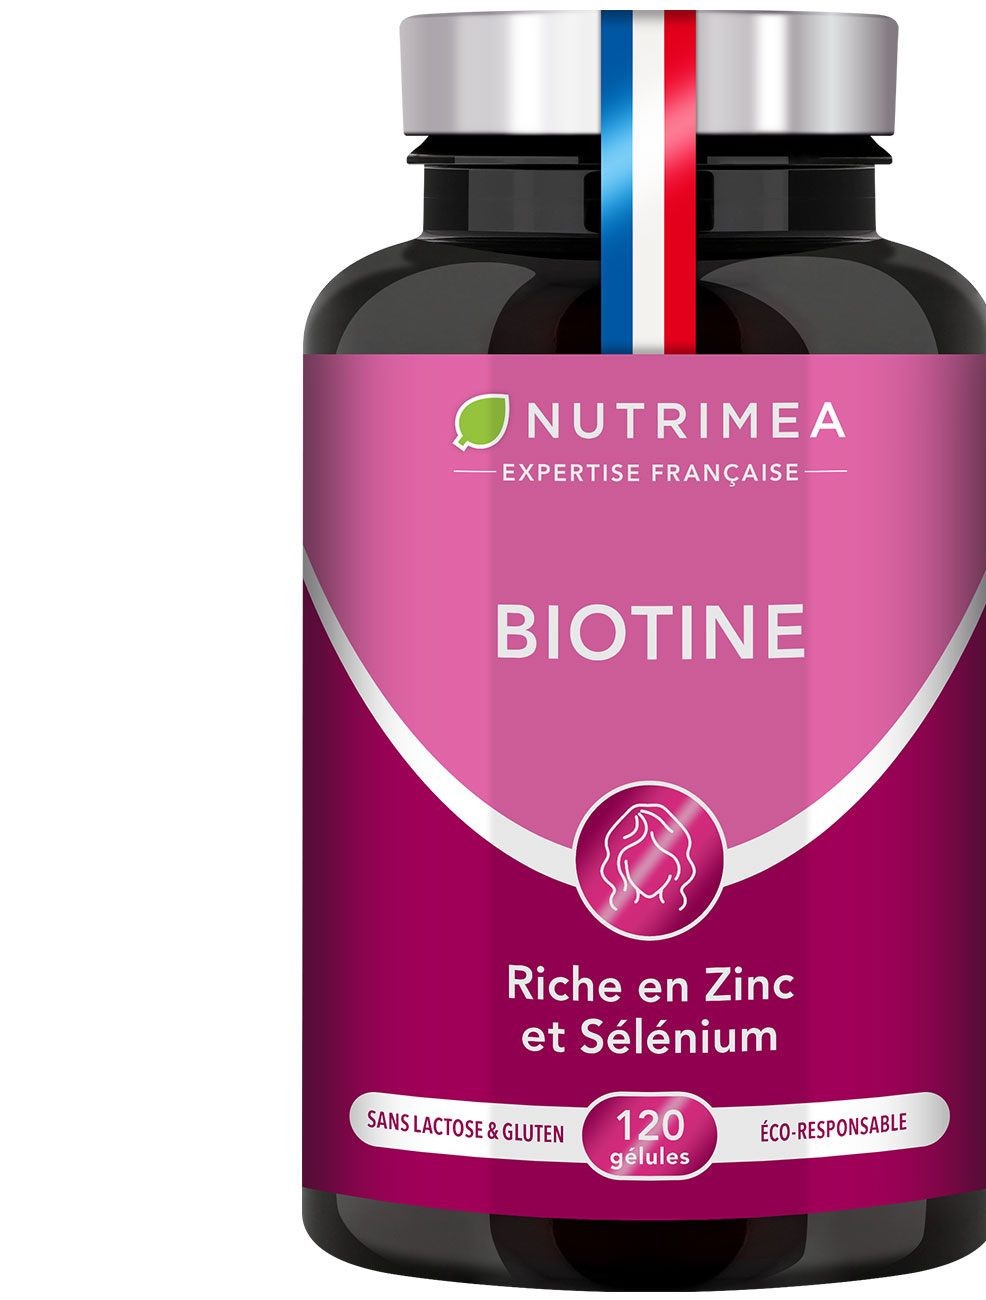 NUTRIMEA
EXPERTISE FRANÇAISE
BIOTINE
Riche en Zinc
et Sélénium
SANS LACTOSE & GLUTEN
120
gélules
ÉCO-RESPONSABLE